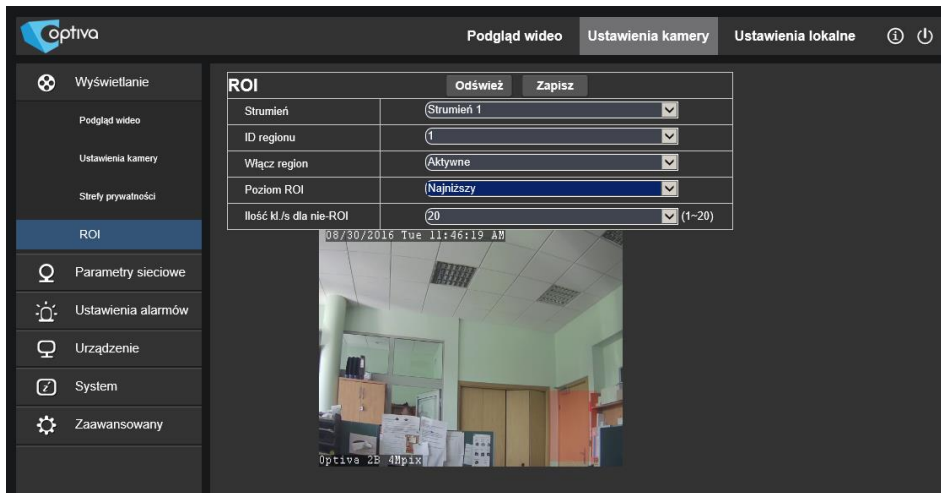 optiva
Podgląd wideo Ustawienia kamery Ustawienia lokalne
Wyświetlanie
Podgląd wideo
Ustawienia kamery
Strefy prywatności
ROI
Parametry sieciowe
Ustawienia alarmów
Urządzenie
System
Zaawansowany
ROI Odśwież Zapisz
Strumień Strumień 1
ID regionu 1
Włącz region Aktywne
Poziom ROI Najniższy
Ilość kl./s dla nie-ROI 20 (1~20)
08/30/2016 Tue 11:46:19 AM
Optiva 2B 4Mpix